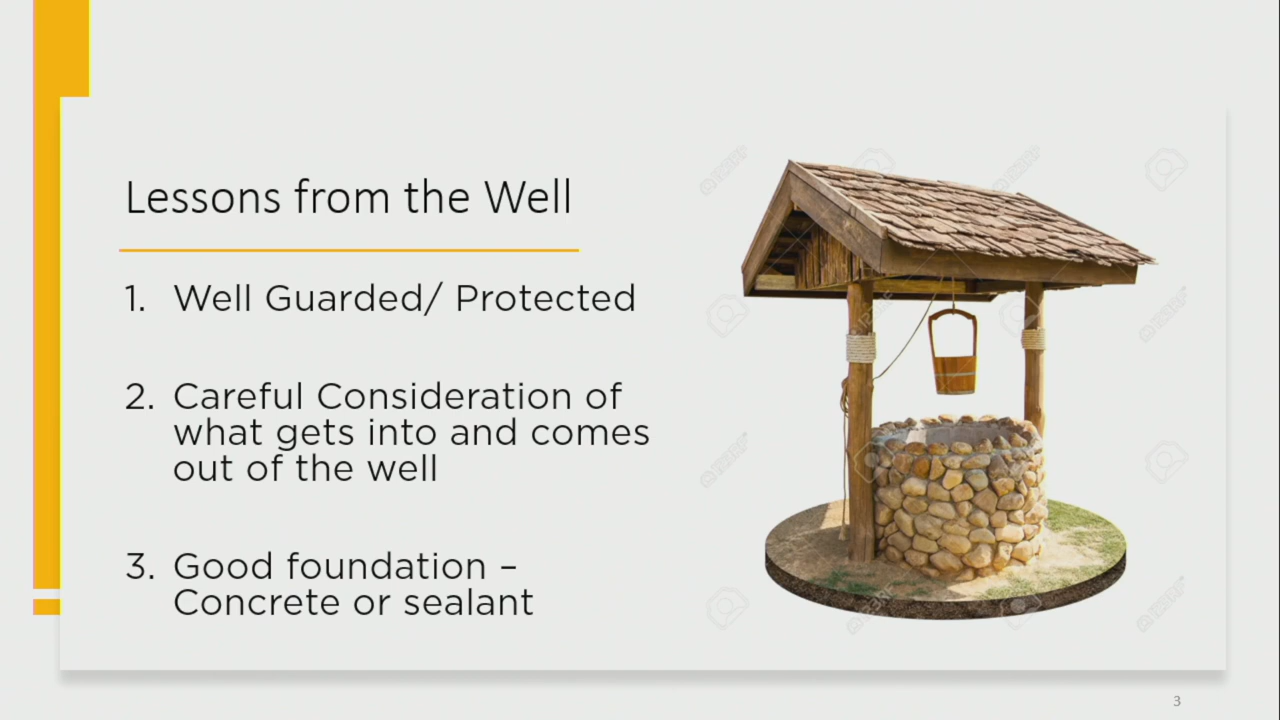 Lessons from the Well
1. Well Guarded/ Protected
2. Careful Consideration of
what gets into and comes
out of the well
3. Good foundation –
Concrete or sealant
3